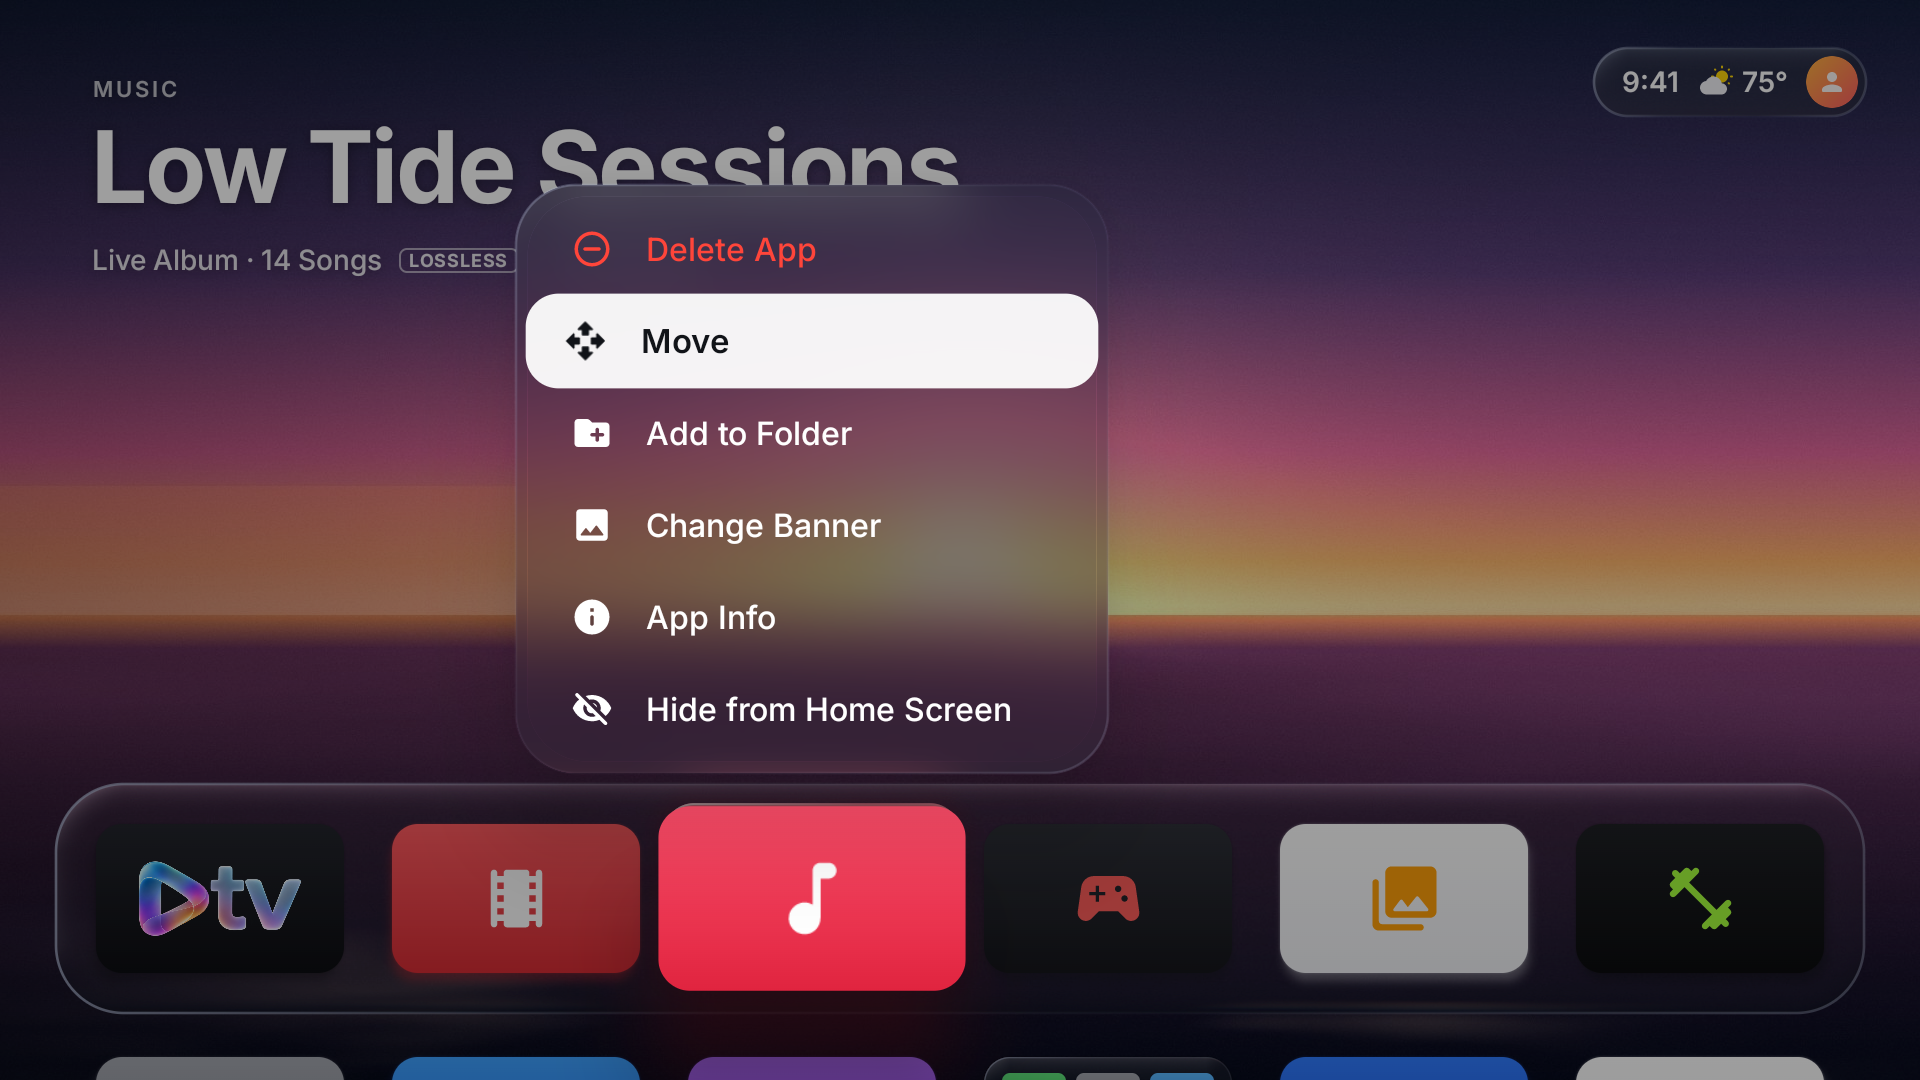 MUSIC
Low Tide Sessions
Live Album · 14 Songs LOSSLESS
9:41 75°
Delete App
Move
Add to Folder
Change Banner
App Info
Hide from Home Screen
tv